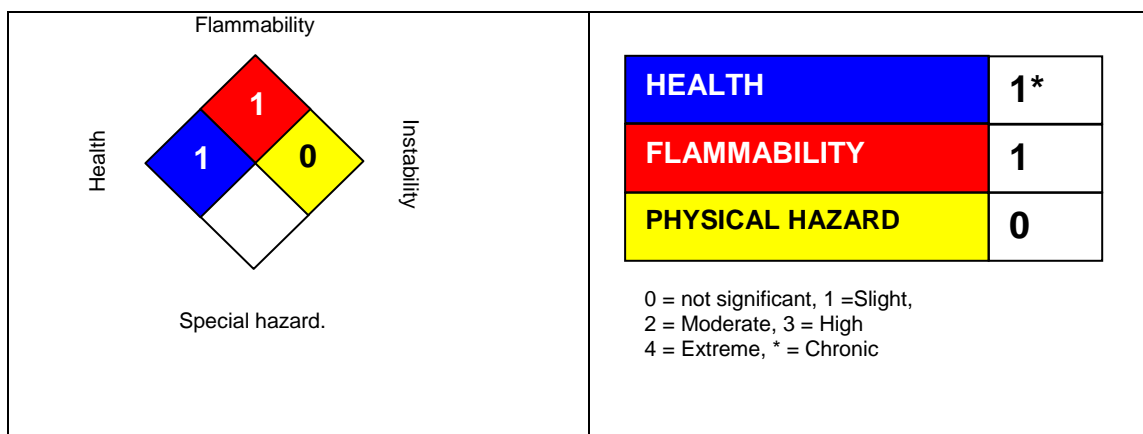 Flammability
1
Health
1
0
Instability
Special hazard.
HEALTH 1*
FLAMMABILITY 1
PHYSICAL HAZARD 0
0 = not significant, 1 =Slight,
2 = Moderate, 3 = High
4 = Extreme, * = Chronic